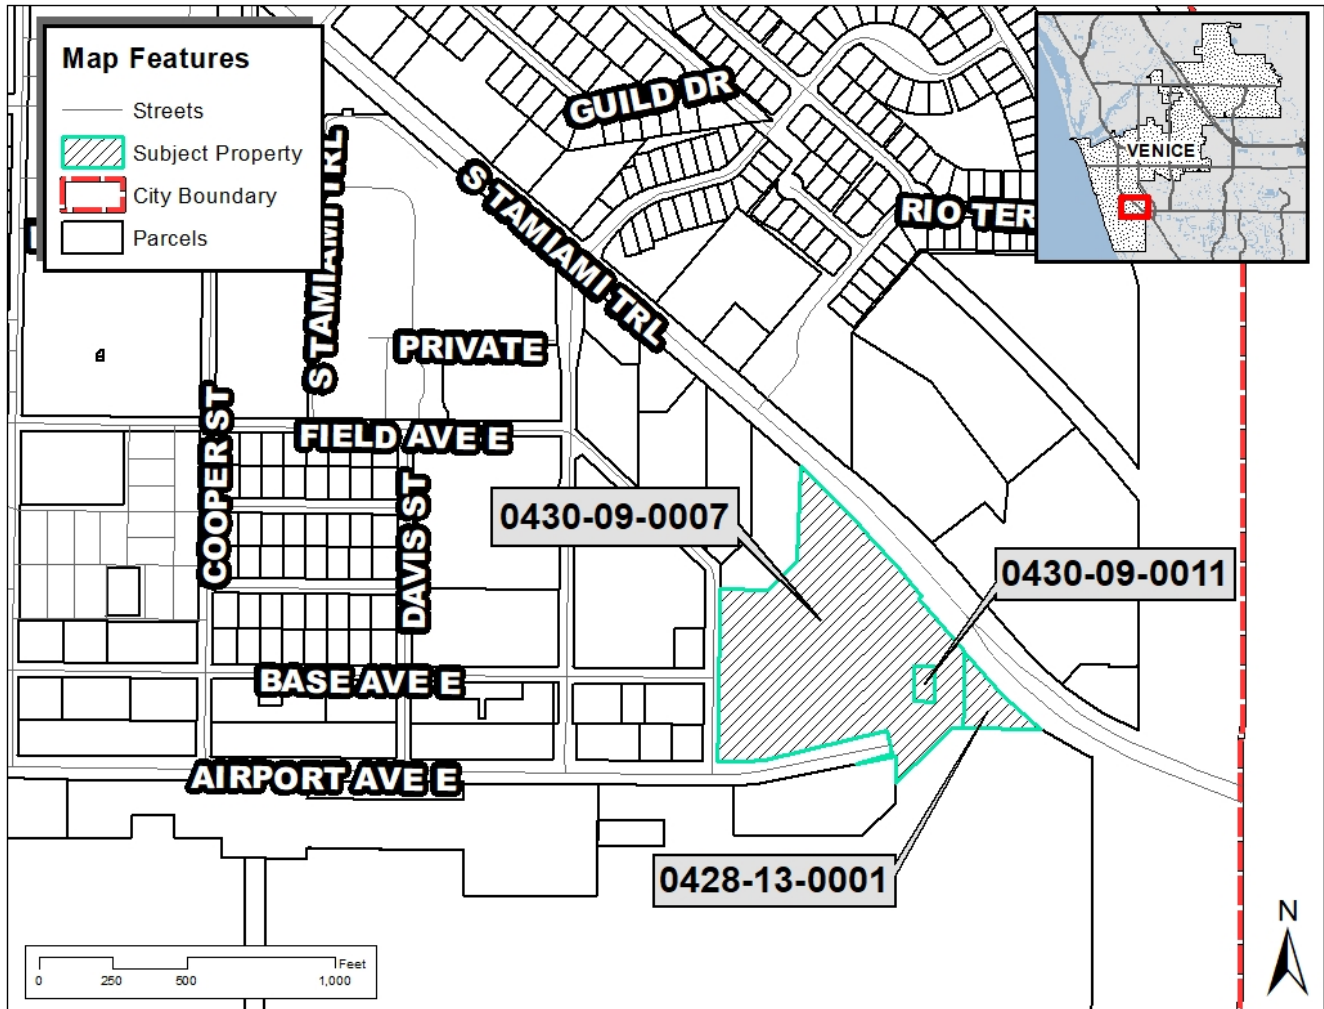 Map Features
Streets
Subject Property
City Boundary
Parcels
GUILD DR
VENICE
S TAMIAMI TRL
S TAMIAMI TRL
RIO TER
PRIVATE
COOPER ST
FIELD AVE E
DAVIS ST
0430-09-0007
0430-09-0011
BASE AVE E
AIRPORT AVE E
0428-13-0001
N
Feet
0 250 500 1,000